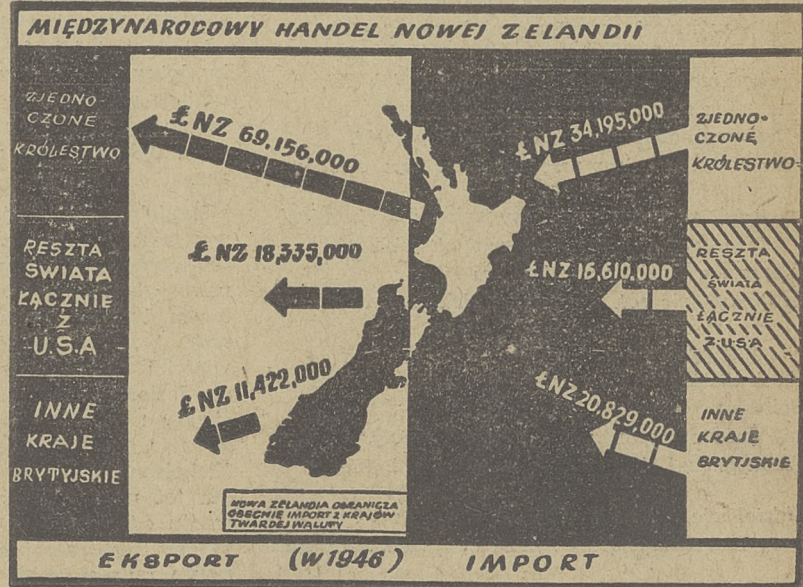 MIĘDZYNARODOWY HANDEL NOWEJ ZELANDII
ZJEDNO-
CZONE
KRÓLESTWO
£ NZ 69,156,000
£ NZ 34,195,000
ZJEDNO-
CZONE
KRÓLESTWO
RESZTA
ŚWIATA
ŁĄCZNIE
Z
U.S.A
£ NZ 18,335,000
£ NZ 16,610,000
RESZTA
ŚWIATA
ŁĄCZNIE
Z U.S.A
INNE
KRAJE
BRYTYJSKIE
£ NZ 11,422,000
£ NZ 20,829,000
INNE
KRAJE
BRYTJSKIE
NOWA ZELANDIA OGRANICZA
OBECNIE IMPORT Z KRAJÓW
TWARDEJ WALUTY
EKSPORT (W 1946) IMPORT